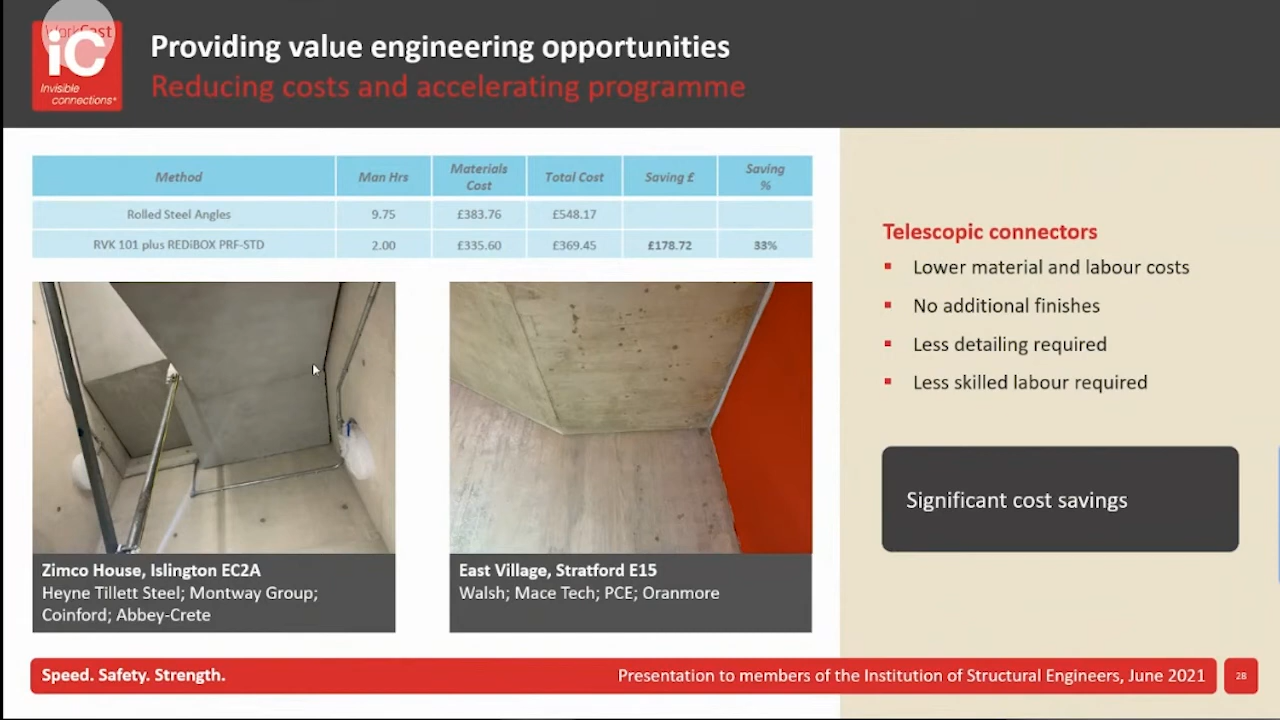 WorkCast
iC
Invisible
connections®
Providing value engineering opportunities
Reducing costs and accelerating programme
Method Man Hrs Materials Cost Total Cost Saving £ Saving %
Rolled Steel Angles 9.75 £383.76 £548.17
RVK 101 plus REDiBOX PRF-STD 2.00 £335.60 £369.45 £178.72 33%
Zimco House, Islington EC2A
Heyne Tillett Steel; Montway Group;
Coinford; Abbey-Crete
East Village, Stratford E15
Walsh; Mace Tech; PCE; Oranmore
Telescopic connectors
Lower material and labour costs
No additional finishes
Less detailing required
Less skilled labour required
Significant cost savings
Speed. Safety. Strength.
Presentation to members of the Institution of Structural Engineers, June 2021
28